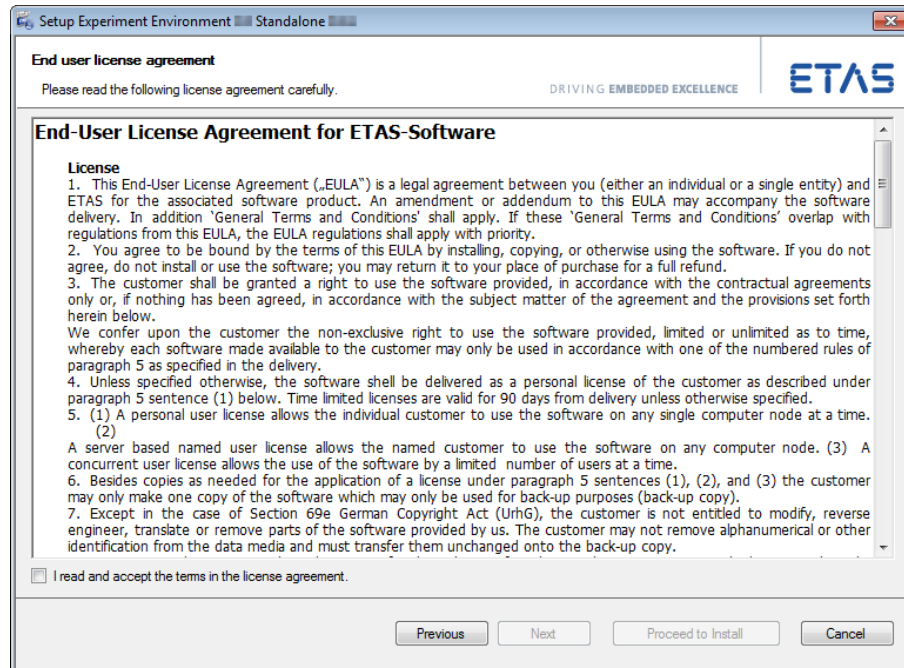 Setup Experiment Environment Standalone
End user license agreement
Please read the following license agreement carefully.
DRIVING EMBEDDED EXCELLENCE
ETAS
End-User License Agreement for ETAS-Software
License
1. This End-User License Agreement („EULA“) is a legal agreement between you (either an individual or a single entity) and
ETAS for the associated software product. An amendment or addendum to this EULA may accompany the software
delivery. In addition `General Terms and Conditions' shall apply. If these `General Terms and Conditions’ overlap with
regulations from this EULA, the EULA regulations shall apply with priority.
2. You agree to be bound by the terms of this EULA by installing, copying, or otherwise using the software. If you do not
agree, do not install or use the software; you may return it to your place of purchase for a full refund.
3. The customer shall be granted a right to use the software provided, in accordance with the contractual agreements
only or, if nothing has been agreed, in accordance with the subject matter of the agreement and the provisions set forth
herein below.
We confer upon the customer the non-exclusive right to use the software provided, limited or unlimited as to time,
whereby each software made available to the customer may only be used in accordance with one of the numbered rules of
paragraph 5 as specified in the delivery.
4. Unless specified otherwise, the software shell be delivered as a personal license of the customer as described under
paragraph 5 sentence (1) below. Time limited licenses are valid for 90 days from delivery unless otherwise specified.
5. (1) A personal user license allows the individual customer to use the software on any single computer node at a time.
(2)
A server based named user license allows the named customer to use the software on any computer node. (3) A
concurrent user license allows the use of the software by a limited number of users at a time.
6. Besides copies as needed for the application of a license under paragraph 5 sentences (1), (2), and (3) the customer
may only make one copy of the software which may only be used for back-up purposes (back-up copy).
7. Except in the case of Section 69e German Copyright Act (UrhG), the customer is not entitled to modify, reverse
engineer, translate or remove parts of the software provided by us. The customer may not remove alphanumerical or other
identification from the data media and must transfer them unchanged onto the back-up copy.
I read and accept the terms in the license agreement.
Previous
Next
Proceed to Install
Cancel